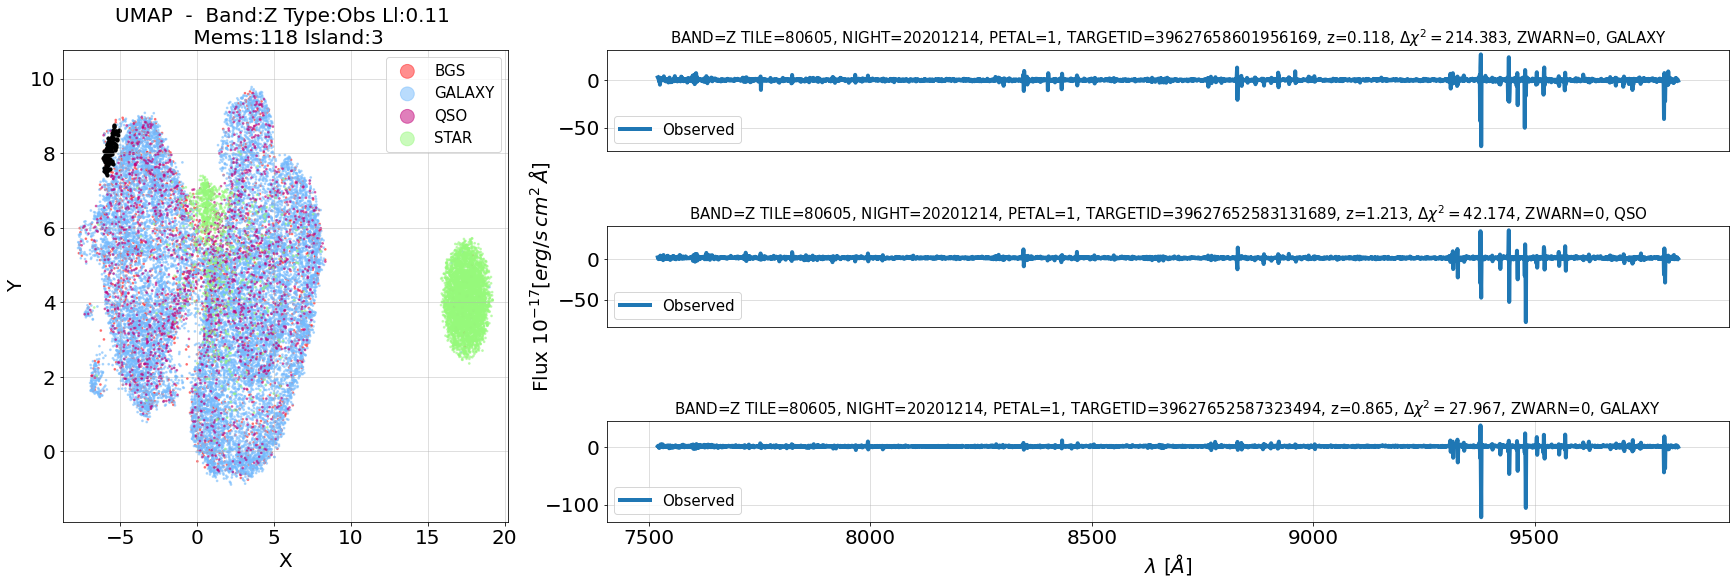 UMAP - Band:Z Type:Obs Ll:0.11
Mems:118 Island:3
10
8
6
4
2
0
Y
−5
0
5
10
15
20
X
BGS
GALAXY
QSO
STAR
Flux 10⁻¹⁷[erg/s cm² Å]
BAND=Z TILE=80605, NIGHT=20201214, PETAL=1, TARGETID=39627658601956169, z=0.118, Δχ² = 214.383, ZWARN=0, GALAXY
0
−50
Observed
BAND=Z TILE=80605, NIGHT=20201214, PETAL=1, TARGETID=39627652583131689, z=1.213, Δχ² = 42.174, ZWARN=0, QSO
0
−50
Observed
BAND=Z TILE=80605, NIGHT=20201214, PETAL=1, TARGETID=39627652587323494, z=0.865, Δχ² = 27.967, ZWARN=0, GALAXY
0
−100
Observed
7500
8000
8500
9000
9500
λ [Å]